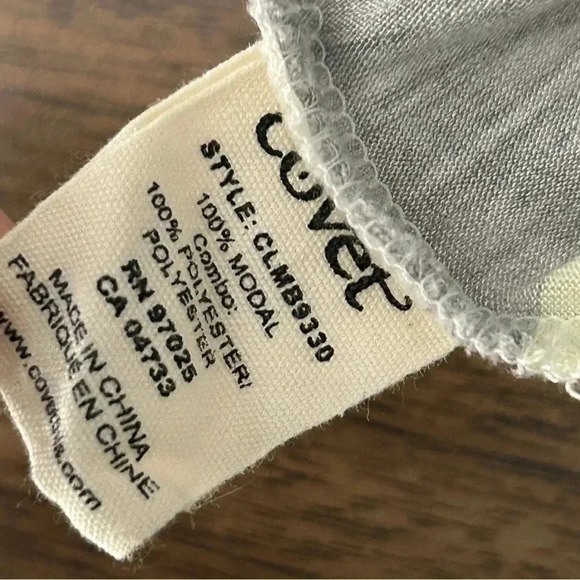 covet
STYLE: CLMB9330
100% MODAL
Combo:
100% POLYESTER/
POLYESTER
RN 97025
CA 04733
MADE IN CHINA
FABRIQUÉ EN CHINE